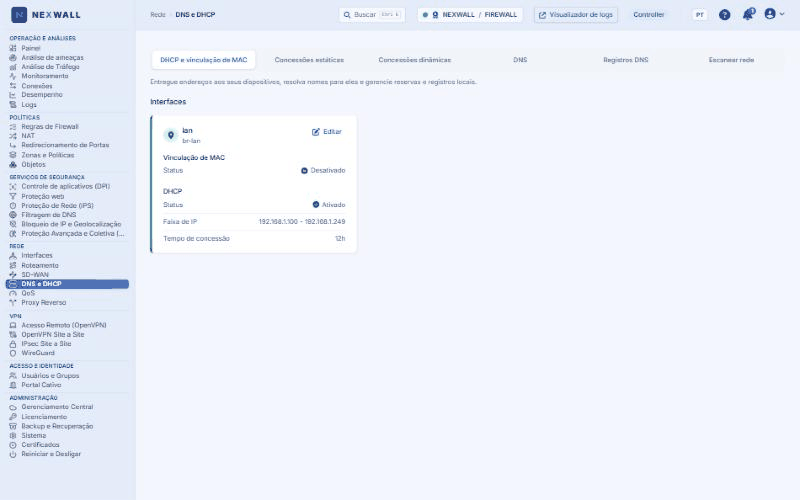 NEXWALL
Rede › DNS e DHCP
Buscar Ctrl k
NEXWALL / FIREWALL
Visualizador de logs
Controller
PT
OPERAÇÃO E ANÁLISES
Painel
Análise de ameaças
Análise de Tráfego
Monitoramento
Conexões
Desempenho
Logs
POLÍTICAS
Regras de Firewall
NAT
Redirecionamento de Portas
Zonas e Políticas
Objetos
SERVIÇOS DE SEGURANÇA
Controle de aplicativos (DPI)
Proteção web
Proteção de Rede (IPS)
Filtragem de DNS
Bloqueio de IP e Geolocalização
Proteção Avançada e Coletiva (...
REDE
Interfaces
Roteamento
SD-WAN
DNS e DHCP
QoS
Proxy Reverso
VPN
Acesso Remoto (OpenVPN)
OpenVPN Site a Site
IPsec Site a Site
WireGuard
ACESSO E IDENTIDADE
Usuários e Grupos
Portal Cativo
ADMINISTRAÇÃO
Gerenciamento Central
Licenciamento
Backup e Recuperação
Sistema
Certificados
Reiniciar e Desligar
DHCP e vinculação de MAC
Concessões estáticas
Concessões dinâmicas
DNS
Registros DNS
Escanear rede
Entregue endereços aos seus dispositivos, resolva nomes para eles e gerencie reservas e registros locais.
Interfaces
lan
br-lan
Editar
Vinculação de MAC
Status Desativado
DHCP
Status Ativado
Faixa de IP 192.168.1.100 - 192.168.1.249
Tempo de concessão 12h